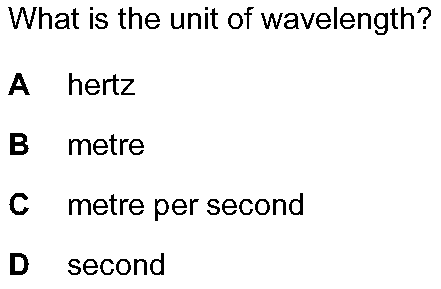 What is the unit of wavelength?
A hertz
B metre
C metre per second
D second